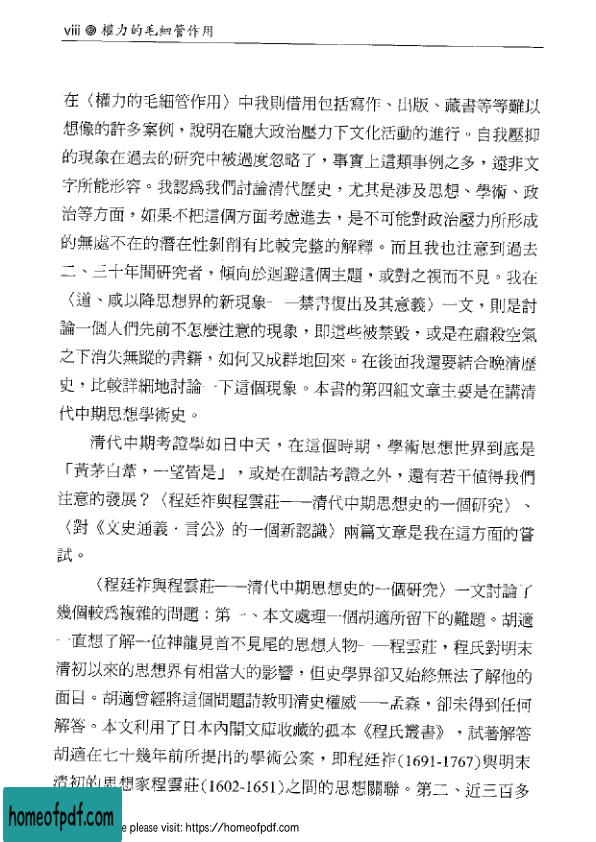 viii ◉ 權力的毛細管作用
在〈權力的毛細管作用〉中我則借用包括寫作、出版、藏書等等難以
想像的許多案例，說明在龐大政治壓力下文化活動的進行。自我壓抑
的現象在過去的研究中被過度忽略了，事實上這類事例之多，遠非文
字所能形容。我認爲我們討論清代歷史，尤其是涉及思想、學術、政
治等方面，如果不把這個方面考慮進去，是不可能對政治壓力所形成
的無處不在的潛在性剝削有比較完整的解釋。而且我也注意到過去
二、三十年間研究者，傾向於迴避這個主題，或對之視而不見。我在
〈道、咸以降思想界的新現象——禁書復出及其意義〉一文，則是討
論一個人們先前不怎麼注意的現象，即這些被禁毀，或是在肅殺空氣
之下消失無蹤的書籍，如何又成群地回來。在後面我還要結合晚清歷
史，比較詳細地討論一下這個現象。本書的第四組文章主要是在講清
代中期思想學術史。
清代中期考證學如日中天，在這個時期，學術思想世界到底是
「黃茅白葦，一望皆是」，或是在訓詁考證之外，還有若干值得我們
注意的發展？〈程廷祚與程雲莊——清代中期思想史的一個研究〉、
〈對《文史通義·言公》的一個新認識〉兩篇文章是我在這方面的嘗
試。
〈程廷祚與程雲莊——清代中期思想史的一個研究〉一文討論了
幾個較爲複雜的問題：第一、本文處理一個胡適所留下的難題。胡適
一直想了解一位神龍見首不見尾的思想人物——程雲莊，程氏對明末
清初以來的思想界有相當大的影響，但史學界卻又始終無法了解他的
面目。胡適曾經將這個問題請教明清史權威——孟森，卻未得到任何
解答。本文利用了日本內閣文庫收藏的孤本《程氏叢書》，試著解答
胡適在七十幾年前所提出的學術公案，即程廷祚(1691-1767)與明末
清初的思想家程雲莊(1602-1651)之間的思想關聯。第二、近三百多
homeofpdf.com
e please visit: https://homeofpdf.com